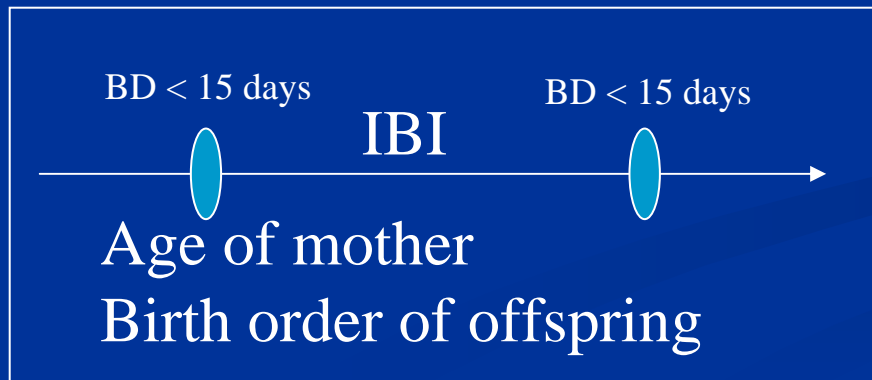 BD < 15 days
BD < 15 days
IBI
Age of mother
Birth order of offspring